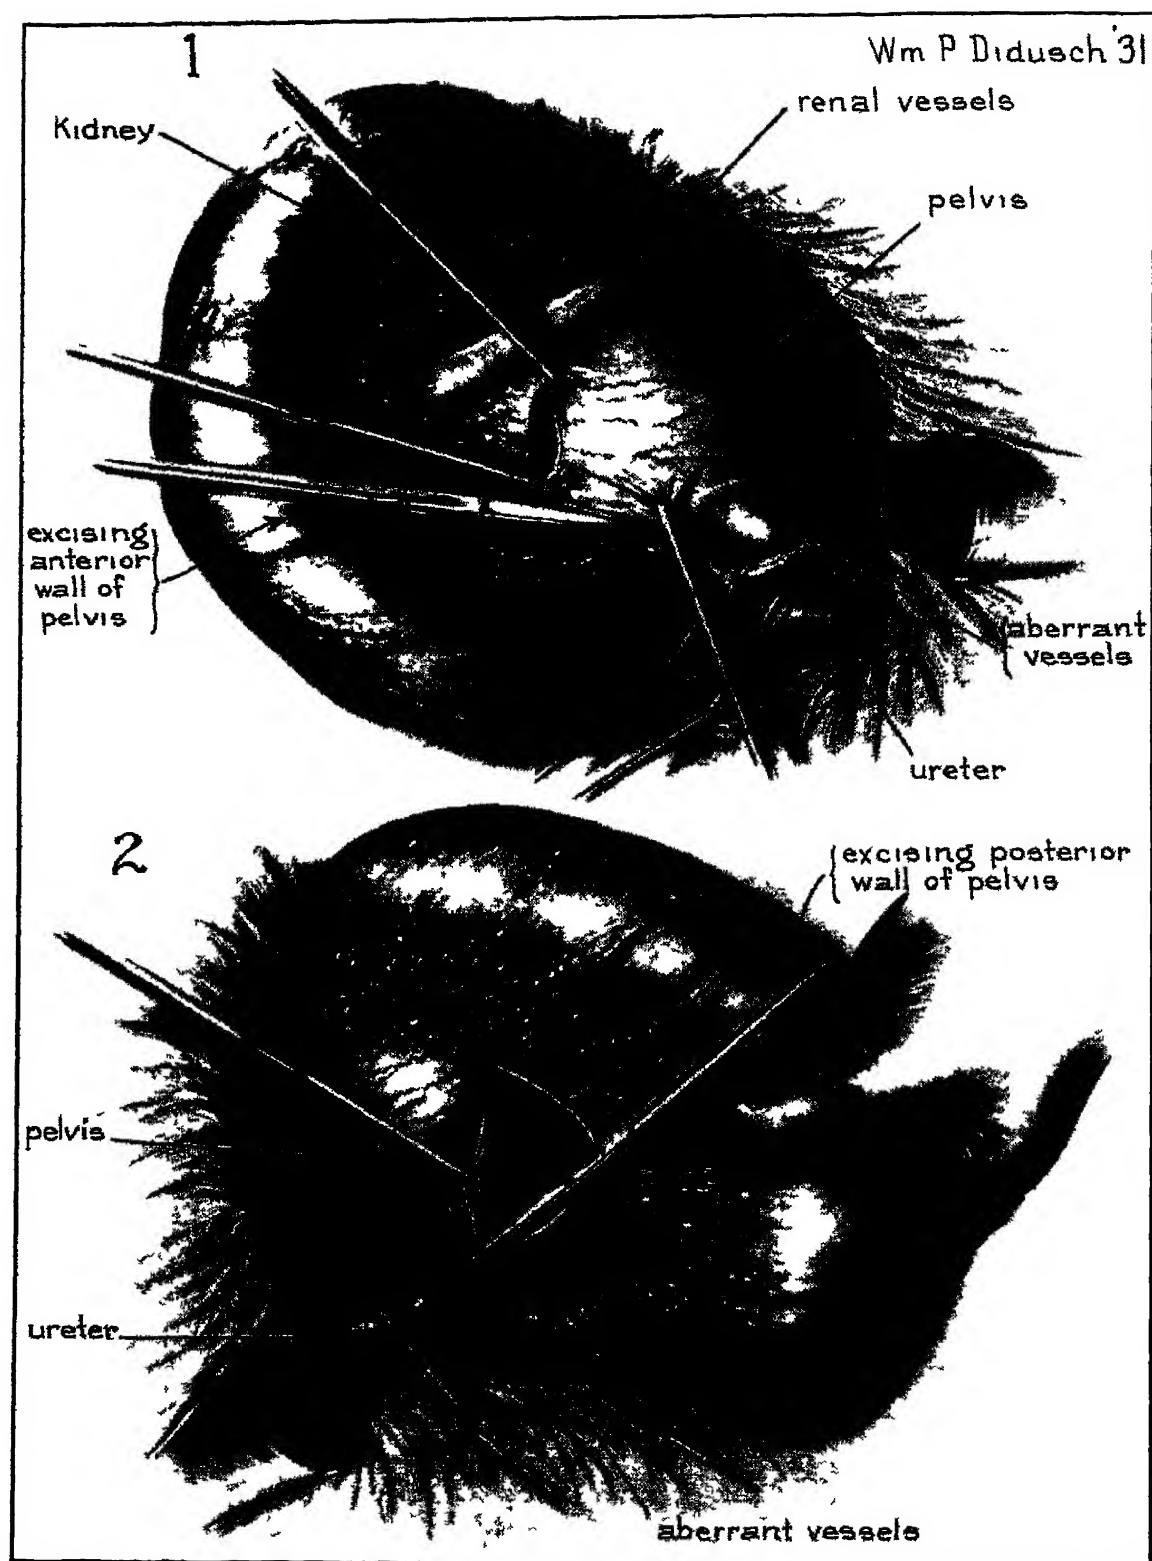 1
Wm P Didusch '31
renal vessels
Kidney
pelvis
excising
anterior
wall of
pelvis
aberrant
vessels
ureter
2
excising posterior
wall of pelvis
pelvis
ureter
aberrant vessels